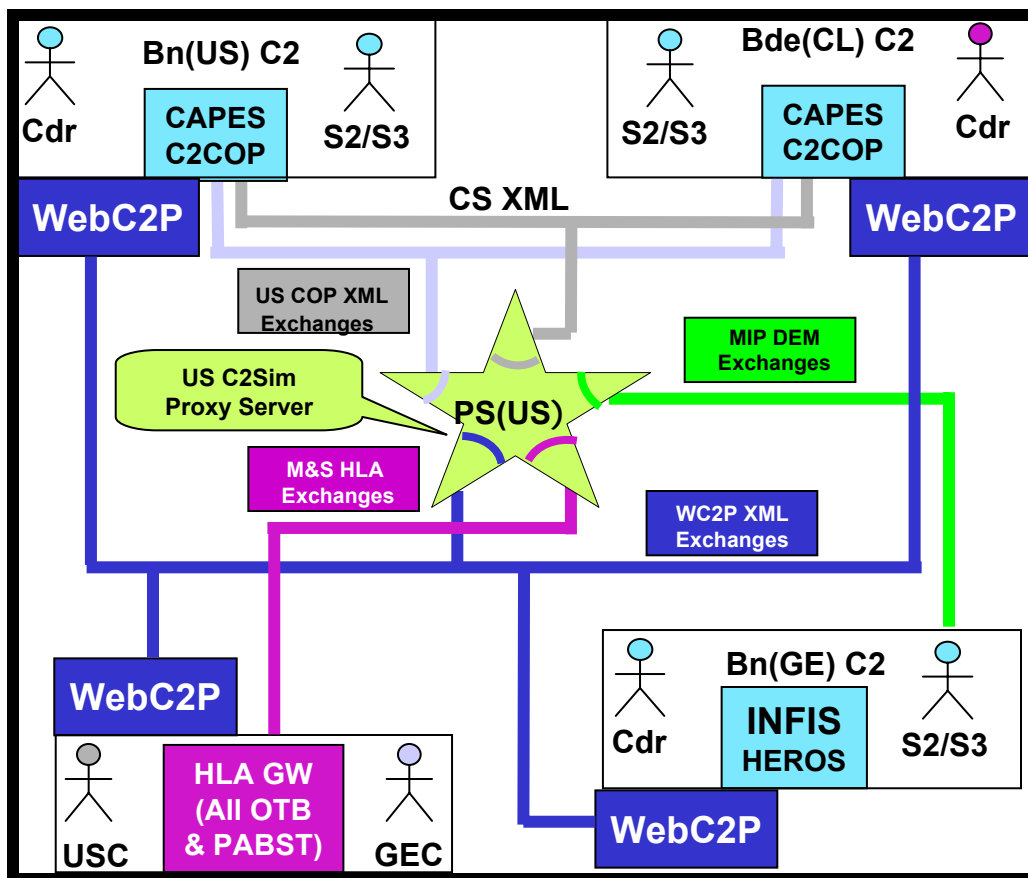 Bn(US) C2
Cdr
CAPES
C2COP
S2/S3
WebC2P
Bde(CL) C2
S2/S3
CAPES
C2COP
Cdr
WebC2P
CS XML
US COP XML
Exchanges
MIP DEM
Exchanges
US C2Sim
Proxy Server
PS(US)
M&S HLA
Exchanges
WC2P XML
Exchanges
WebC2P
USC
HLA GW
(All OTB
& PABST)
GEC
Bn(GE) C2
Cdr
INFIS
HEROS
S2/S3
WebC2P